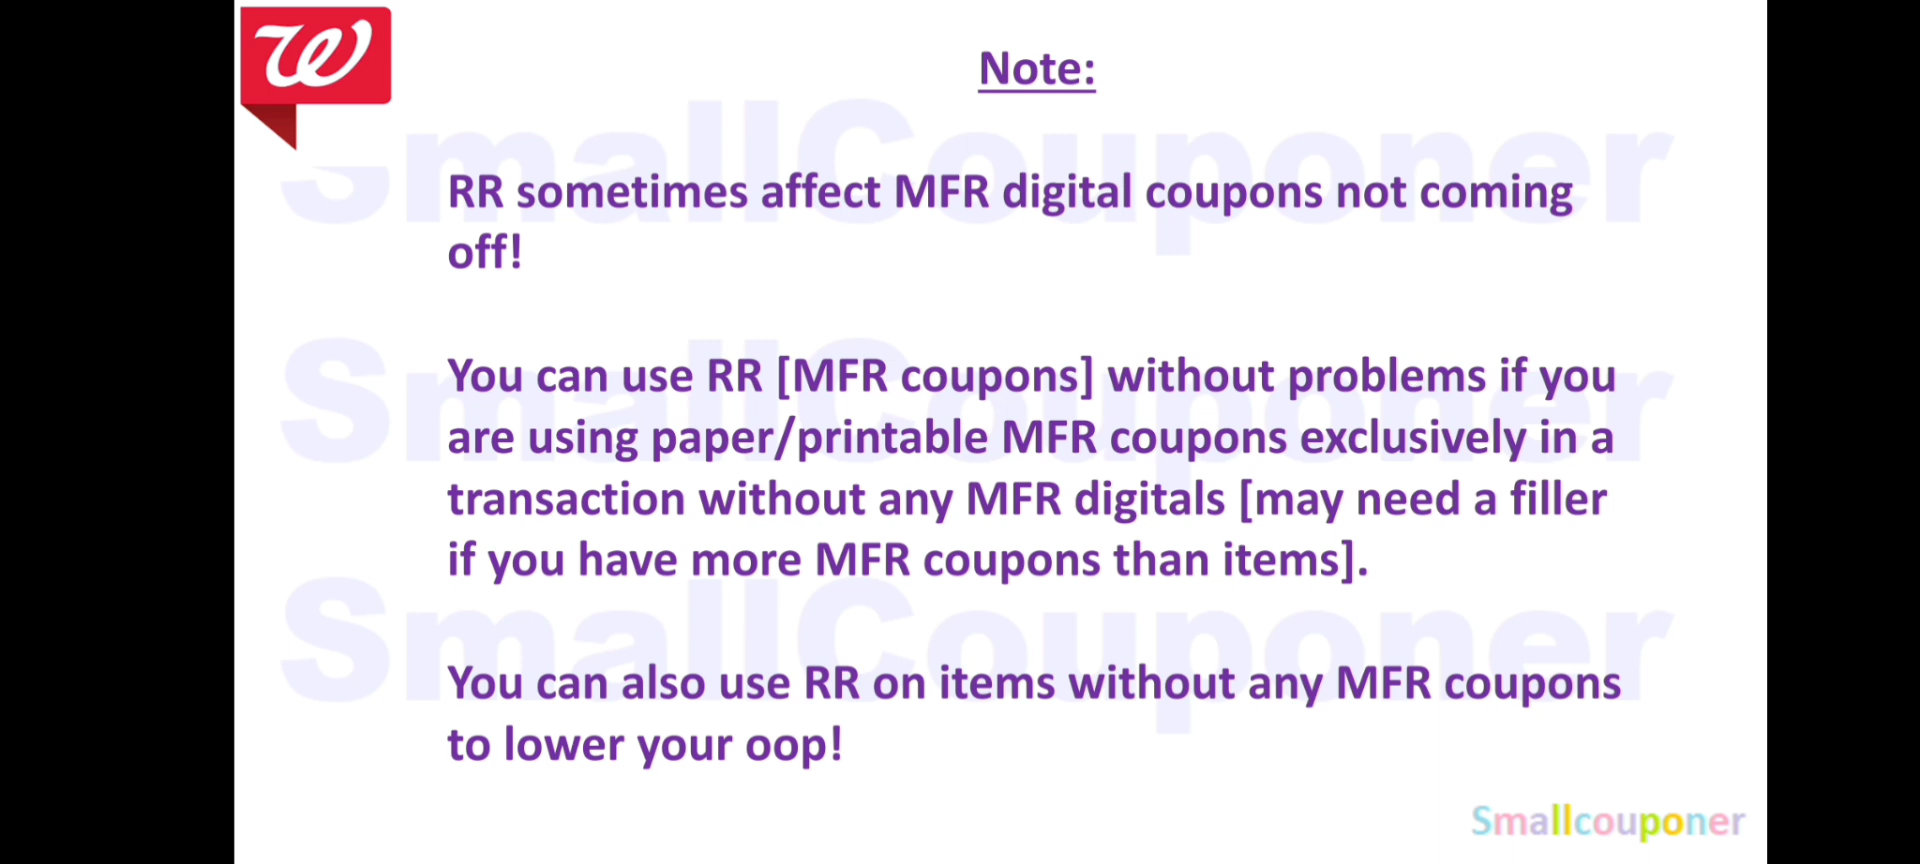 W
Note:
RR sometimes affect MFR digital coupons not coming
off!
You can use RR [MFR coupons] without problems if you
are using paper/printable MFR coupons exclusively in a
transaction without any MFR digitals [may need a filler
if you have more MFR coupons than items].
You can also use RR on items without any MFR coupons
to lower your oop!
SmallCouponer
SmallCouponer
SmallCouponer
Smallcouponer